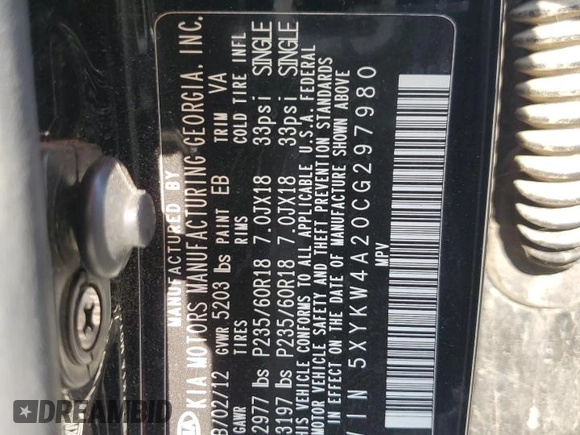 MANUFACTURED BY
KIA MOTORS MANUFACTURING GEORGIA, INC.
/02/12 GVWR 5203 lbs PAINT EB TRIM VA
GAWR TIRES RIMS COLD TIRE INFL
2977 lbs P235/60R18 7.0JX18 33psi SINGLE
3197 lbs P235/60R18 7.0JX18 33psi SINGLE
THIS VEHICLE CONFORMS TO ALL APPLICABLE U.S.A. FEDERAL
MOTOR VEHICLE SAFETY AND THEFT PREVENTION STANDARDS
IN EFFECT ON THE DATE OF MANUFACTURE SHOWN ABOVE
VIN 5XYKW4A20CG297980
MPV
DREAMBID